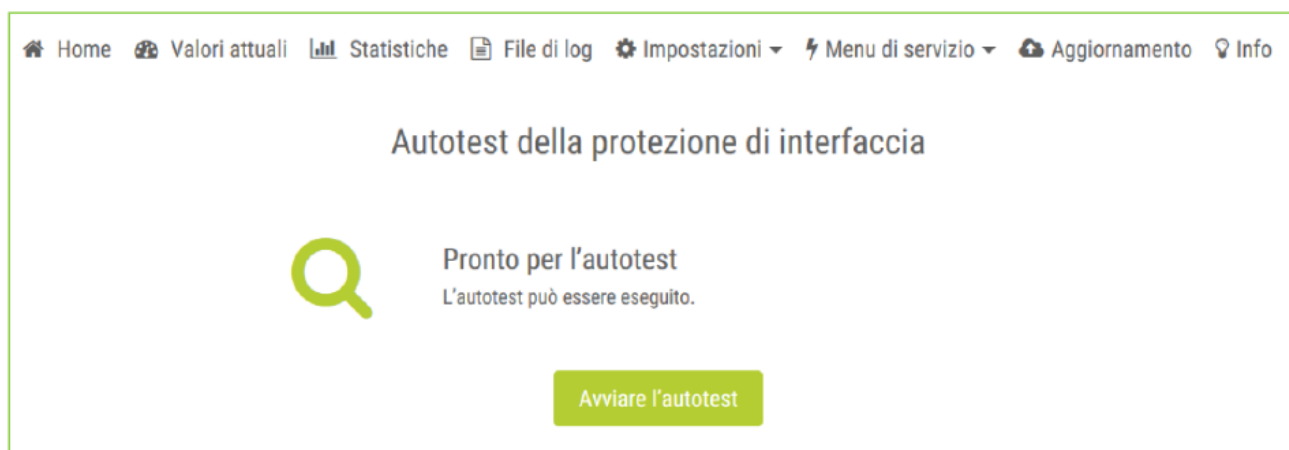 Home Valori attuali Statistiche File di log Impostazioni Menu di servizio Aggiornamento Info
Autotest della protezione di interfaccia
Pronto per l'autotest
L'autotest può essere eseguito.
Avviare l'autotest